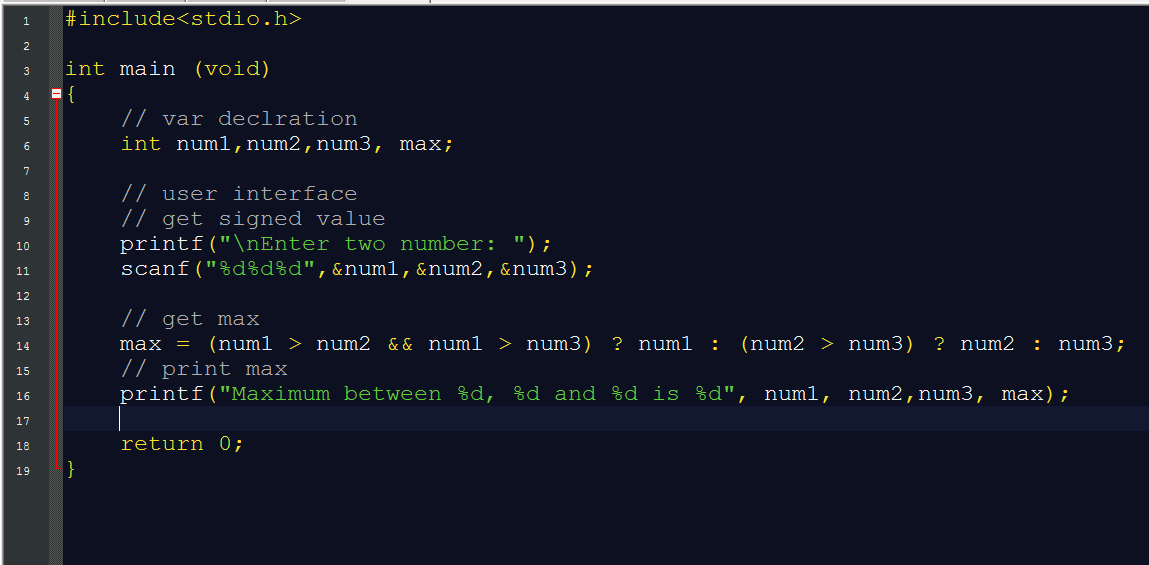 1 #include<stdio.h>
2
3 int main (void)
4 {
5 // var declration
6 int num1,num2,num3, max;
7
8 // user interface
9 // get signed value
10 printf("\nEnter two number: ");
11 scanf("%d%d%d",&num1,&num2,&num3);
12
13 // get max
14 max = (num1 > num2 && num1 > num3) ? num1 : (num2 > num3) ? num2 : num3;
15 // print max
16 printf("Maximum between %d, %d and %d is %d", num1, num2,num3, max);
17
18 return 0;
19 }